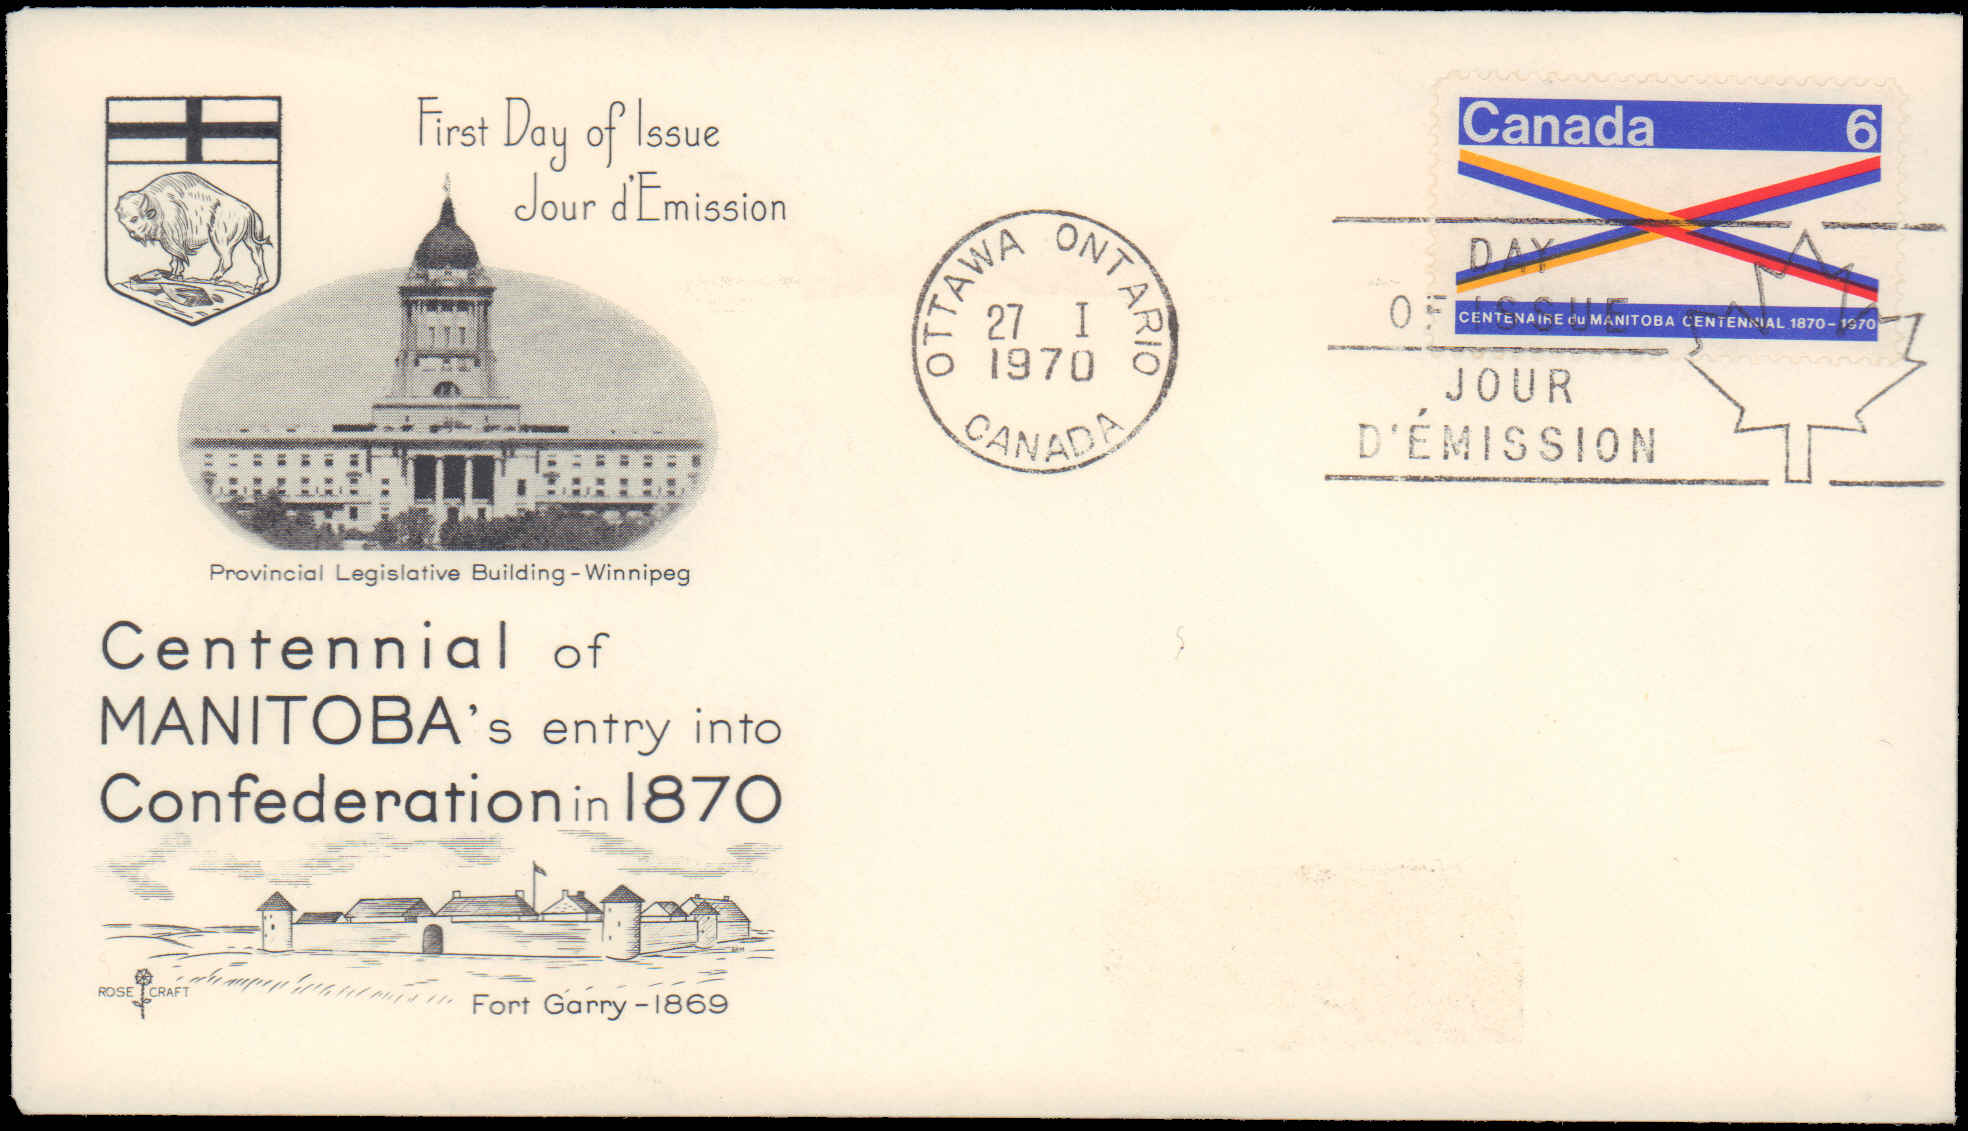 First Day of Issue
Jour d'Emission
Provincial Legislative Building - Winnipeg
Centennial of
MANITOBA's entry into
Confederation in 1870
ROSE CRAFT
Fort Garry - 1869
OTTAWA ONTARIO
27 I
1970
CANADA
Canada 6
CENTENAIRE du MANITOBA CENTENNIAL 1870 - 1970
DAY
OF ISSUE
JOUR
D'ÉMISSION